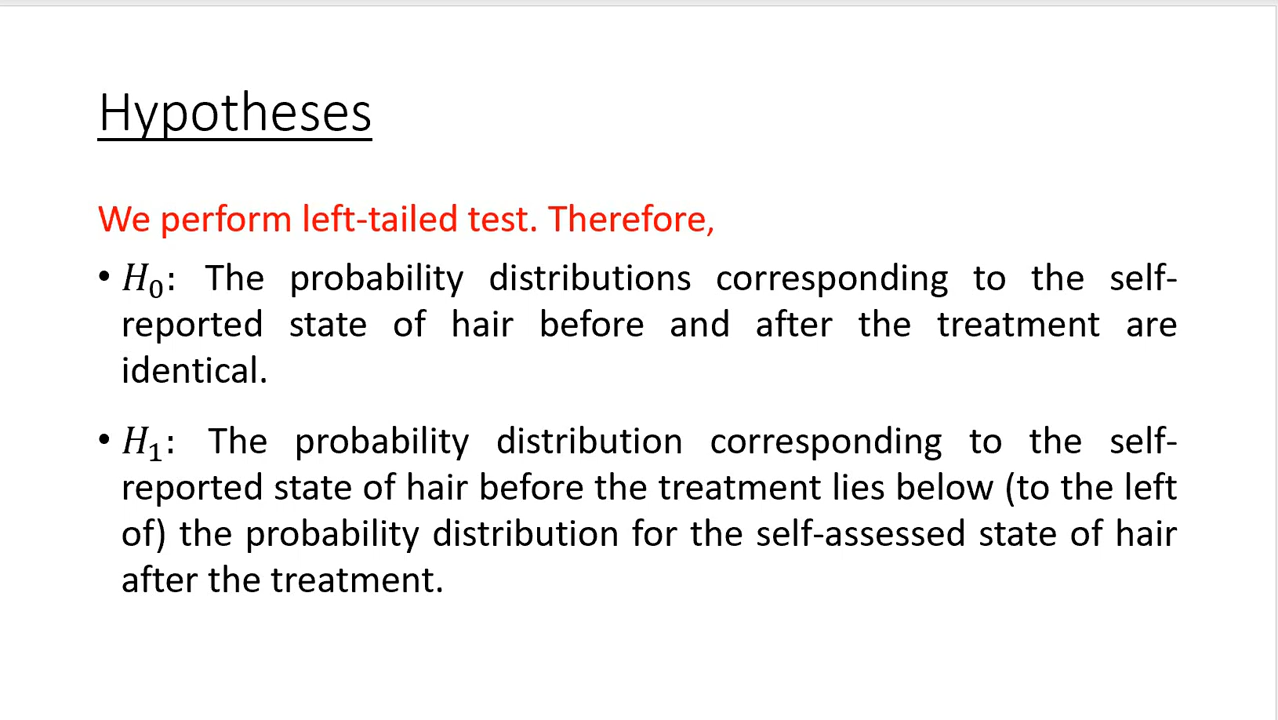 Hypotheses
We perform left-tailed test. Therefore,
• H₀: The probability distributions corresponding to the self-
reported state of hair before and after the treatment are
identical.
• H₁: The probability distribution corresponding to the self-
reported state of hair before the treatment lies below (to the left
of) the probability distribution for the self-assessed state of hair
after the treatment.